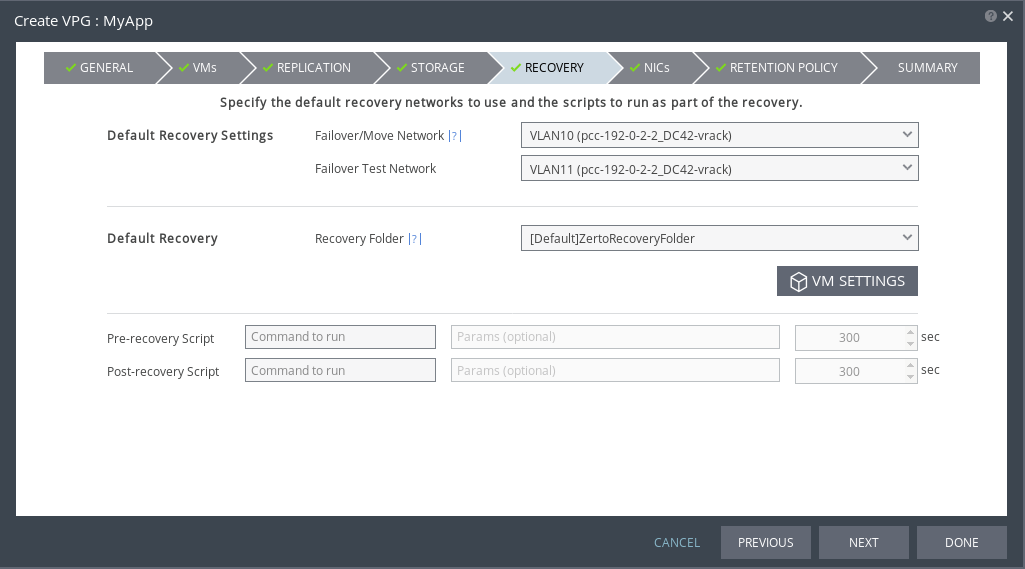 Create VPG : MyApp
?
GENERAL VMs REPLICATION STORAGE RECOVERY NICs RETENTION POLICY SUMMARY
Specify the default recovery networks to use and the scripts to run as part of the recovery.
Default Recovery Settings Failover/Move Network |?| VLAN10 (pcc-192-0-2-2_DC42-vrack)
Failover Test Network VLAN11 (pcc-192-0-2-2_DC42-vrack)
Default Recovery Recovery Folder |?| [Default]ZertoRecoveryFolder
VM SETTINGS
Pre-recovery Script Command to run Params (optional) 300 sec
Post-recovery Script Command to run Params (optional) 300 sec
CANCEL PREVIOUS NEXT DONE